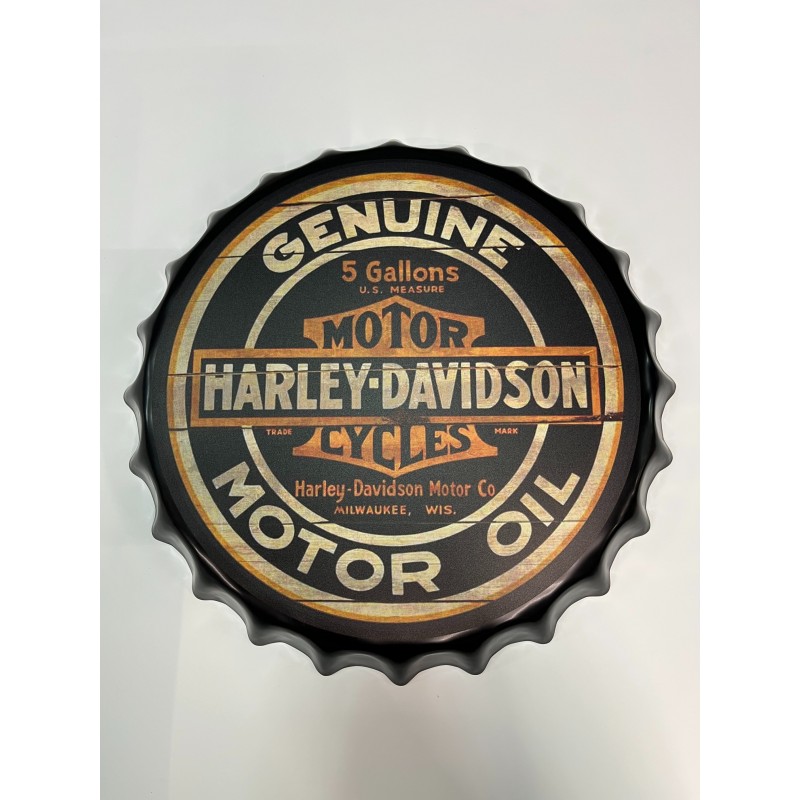 GENUINE
5 Gallons
U.S. MEASURE
MOTOR
HARLEY-DAVIDSON
TRADE MARK
CYCLES
Harley-Davidson Motor Co
MILWAUKEE, WIS.
MOTOR OIL